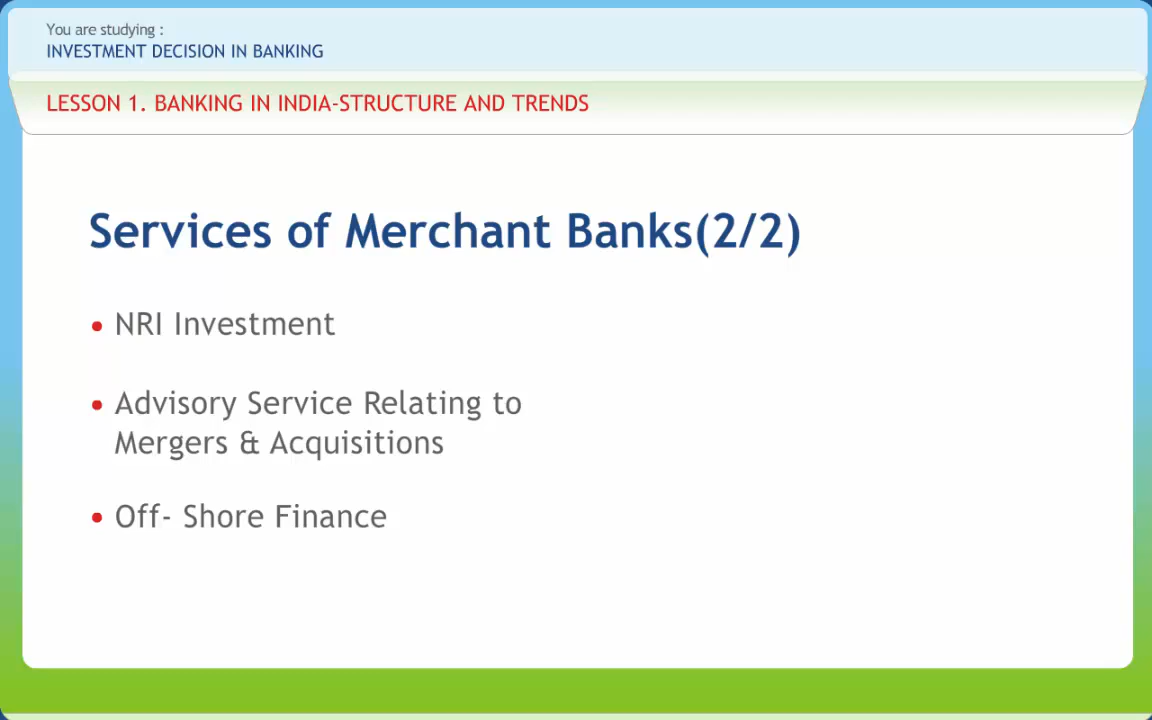 You are studying :
INVESTMENT DECISION IN BANKING
LESSON 1. BANKING IN INDIA-STRUCTURE AND TRENDS
Services of Merchant Banks(2/2)
• NRI Investment
• Advisory Service Relating to
Mergers & Acquisitions
• Off- Shore Finance